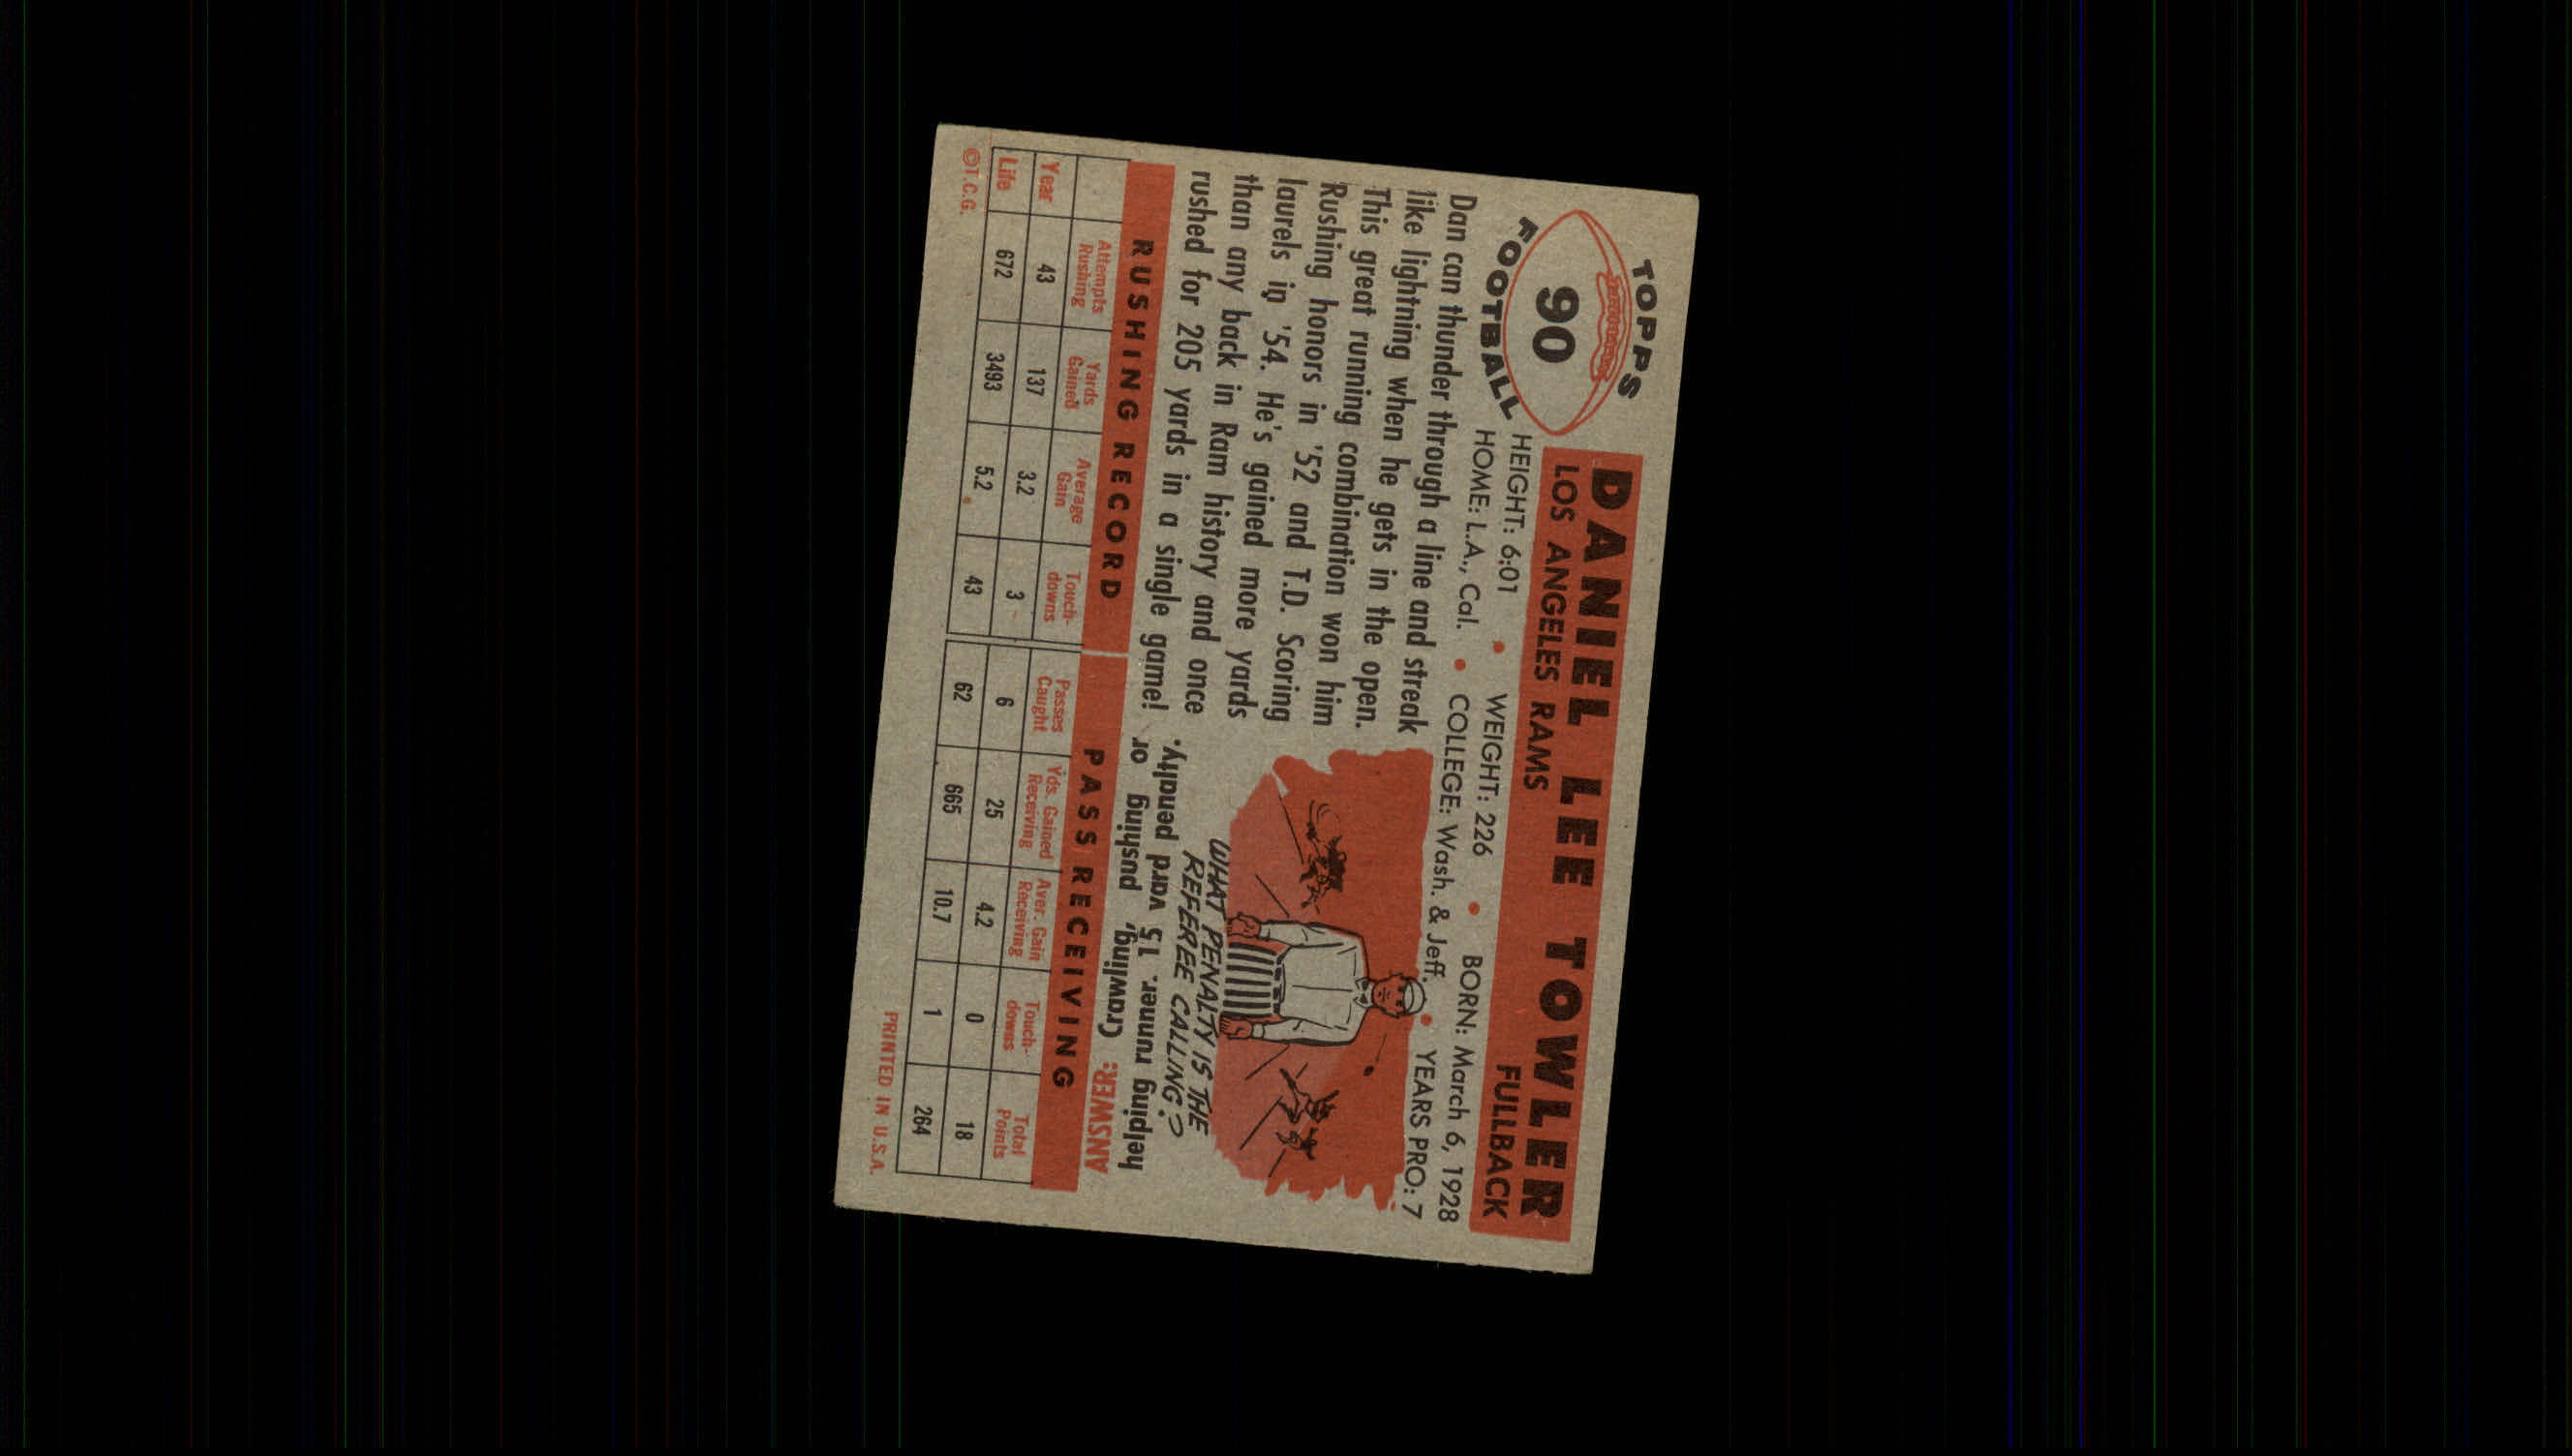 TOPPS
90
FOOTBALL
DANIEL LEE TOWLER
LOS ANGELES RAMS FULLBACK
HEIGHT: 6:01 • WEIGHT: 226 • BORN: March 6, 1928
HOME: L.A., Cal. • COLLEGE: Wash. & Jeff. • YEARS PRO: 7
Dan can thunder through a line and streak
like lightning when he gets in the open.
This great running combination won him
Rushing honors in '52 and T.D. Scoring
laurels in '54. He's gained more yards
than any back in Ram history and once
rushed for 205 yards in a single game!
WHAT PENALTY IS THE
REFEREE CALLING?
ANSWER: Crawling, pushing or
helping runner. 15 yard penalty.
RUSHING RECORD PASS RECEIVING
Attempts Rushing Yards Gained Average Gain Touch-downs Passes Caught Yds. Gained Receiving Aver. Gain Receiving Touch-downs Total Points
Year 43 137 3.2 3 6 25 4.2 0 18
Life 672 3493 5.2 43 62 665 10.7 1 264
©T.C.G. PRINTED IN U.S.A.